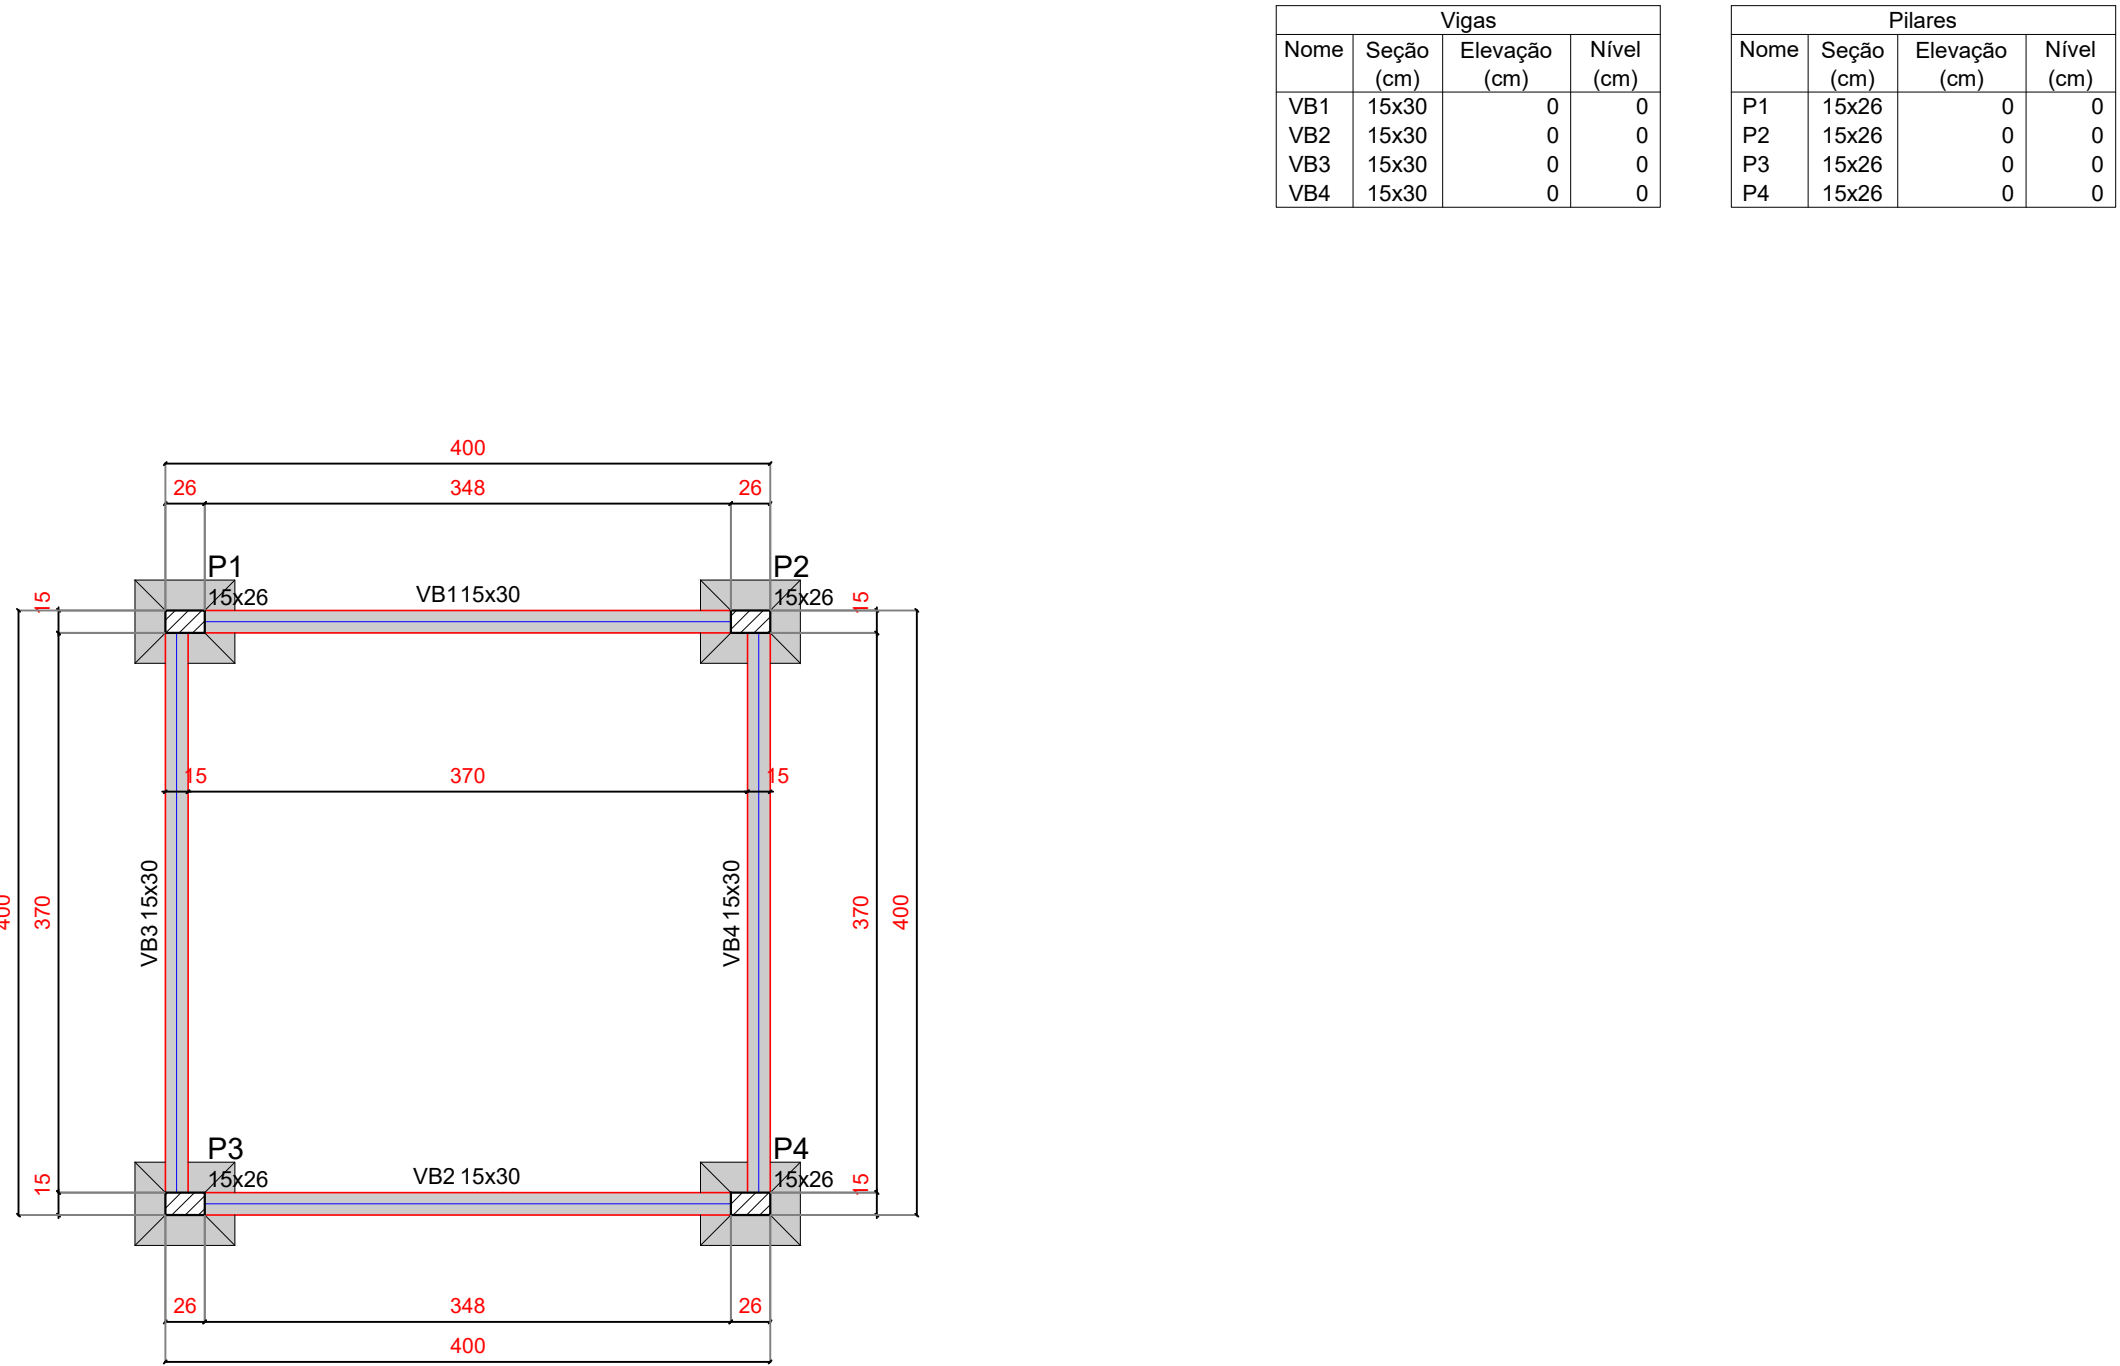 Vigas
Nome Seção (cm) Elevação (cm) Nível (cm)
VB1 15x30 0 0
VB2 15x30 0 0
VB3 15x30 0 0
VB4 15x30 0 0
Pilares
Nome Seção (cm) Elevação (cm) Nível (cm)
P1 15x26 0 0
P2 15x26 0 0
P3 15x26 0 0
P4 15x26 0 0
400
26 348 26
P1
15x26
VB115x30
P2
15x26
15
15
15 370 15
400
370
VB3 15x30
VB4 15x30
370
400
P3
15x26
VB2 15x30
P4
15x26
15
15
26 348 26
400